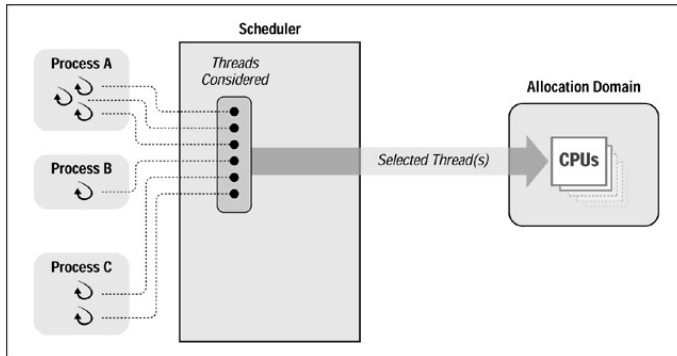 Scheduler
Process A
Threads
Considered
Allocation Domain
Selected Thread(s)
CPUs
Process B
Process C